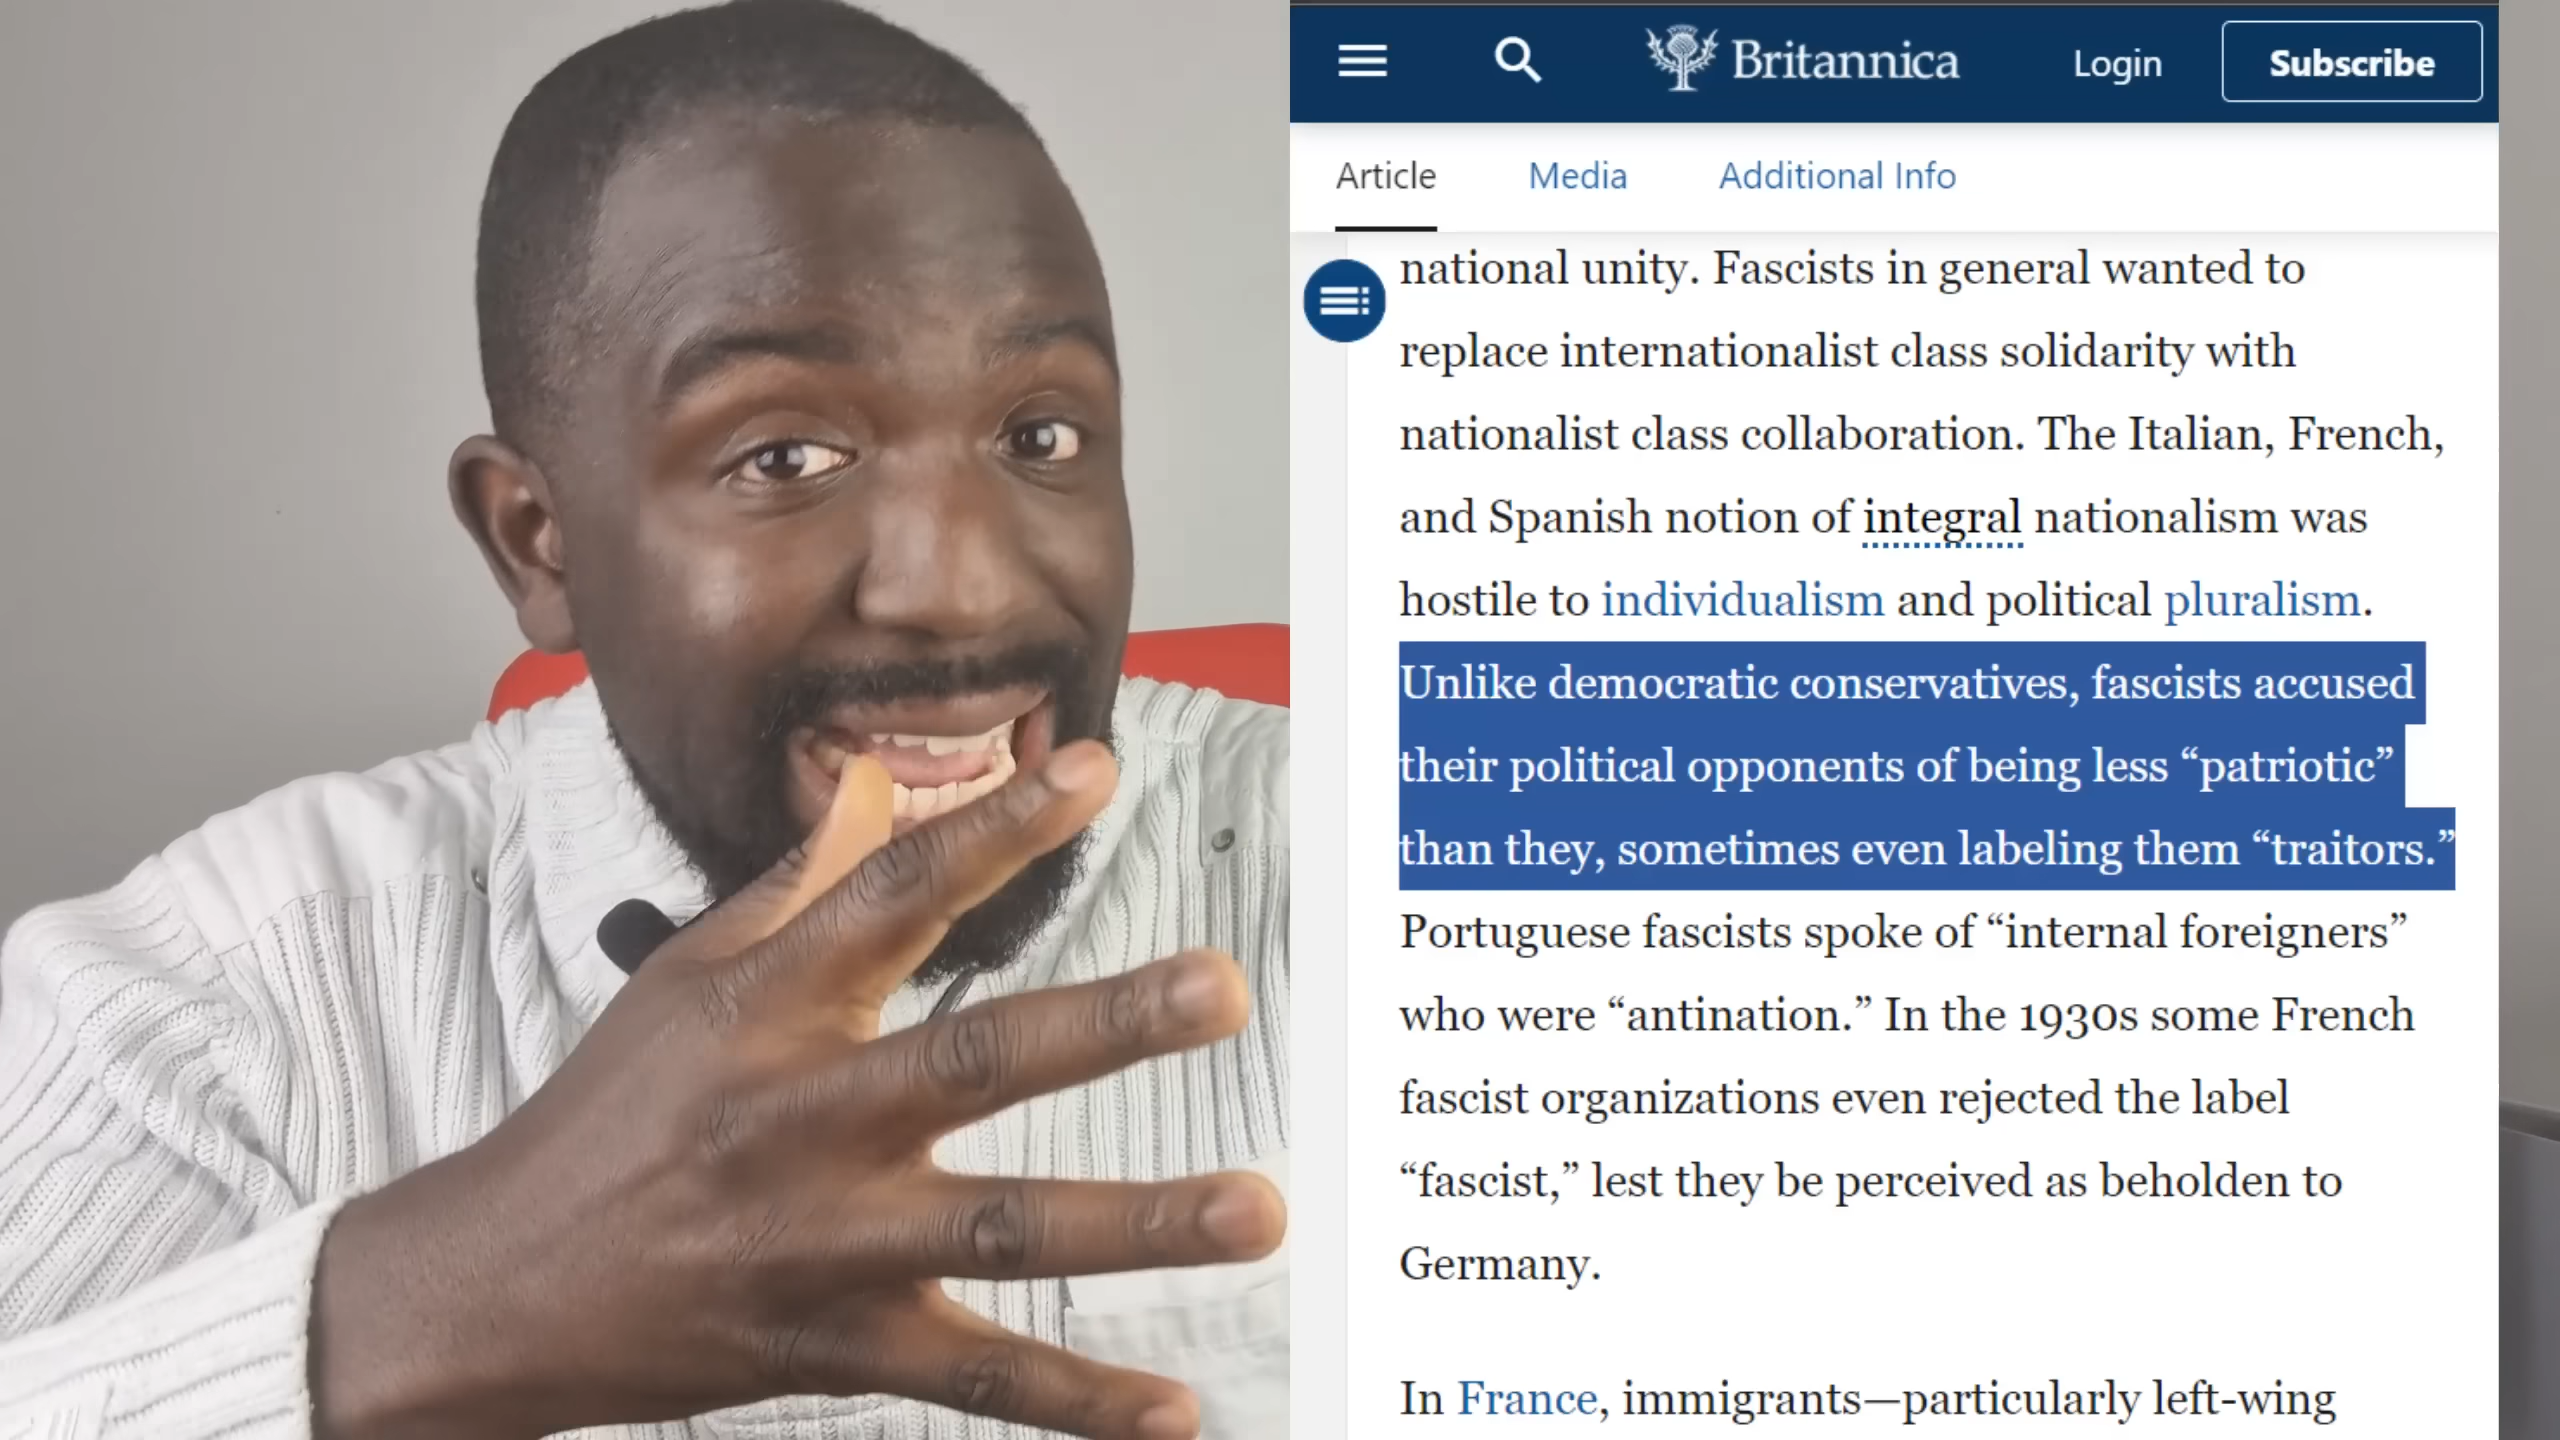 Britannica
Login
Subscribe
Article
Media
Additional Info
national unity. Fascists in general wanted to
replace internationalist class solidarity with
nationalist class collaboration. The Italian, French,
and Spanish notion of integral nationalism was
hostile to individualism and political pluralism.
Unlike democratic conservatives, fascists accused
their political opponents of being less “patriotic”
than they, sometimes even labeling them “traitors.”
Portuguese fascists spoke of “internal foreigners”
who were “antination.” In the 1930s some French
fascist organizations even rejected the label
“fascist,” lest they be perceived as beholden to
Germany.
In France, immigrants—particularly left-wing